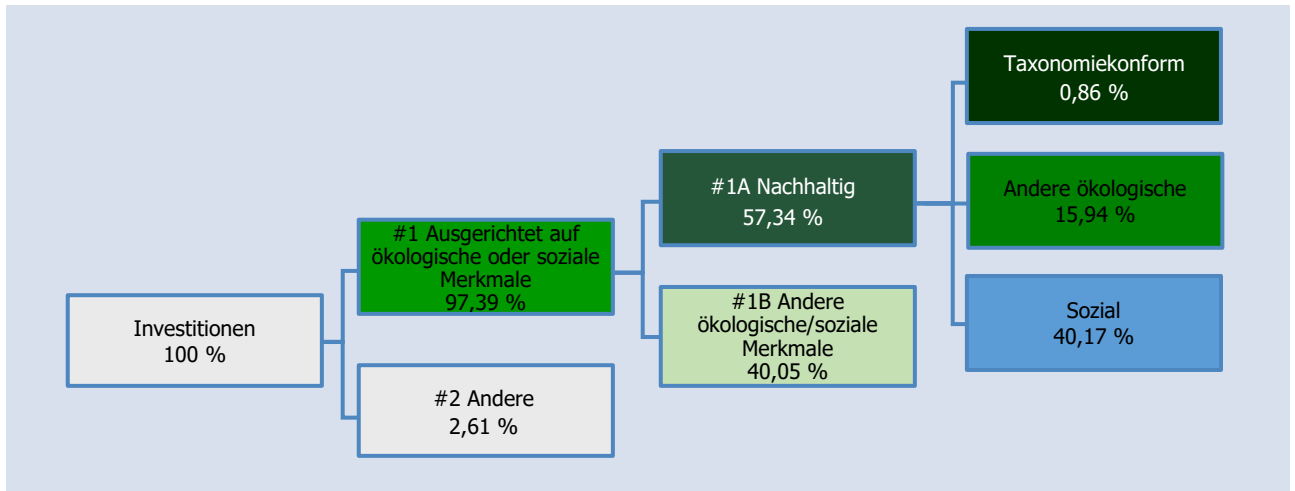 Investitionen
100 %
#1 Ausgerichtet auf
ökologische oder soziale
Merkmale
97,39 %
#2 Andere
2,61 %
#1A Nachhaltig
57,34 %
#1B Andere
ökologische/soziale
Merkmale
40,05 %
Taxonomiekonform
0,86 %
Andere ökologische
15,94 %
Sozial
40,17 %